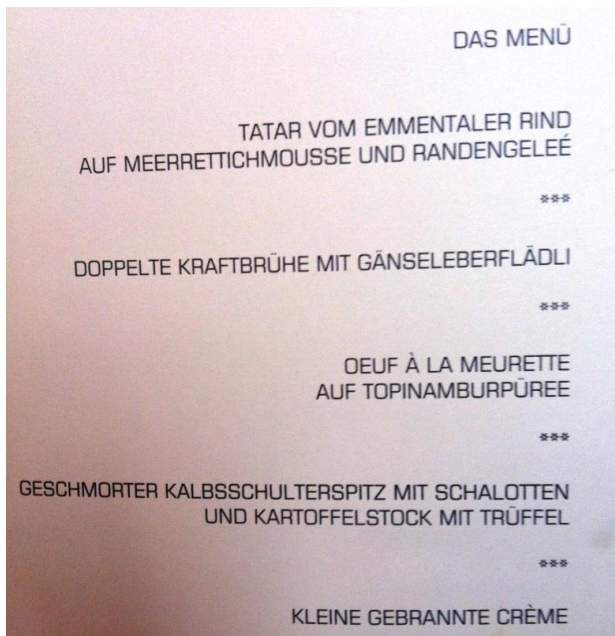 DAS MENÜ
TATAR VOM EMMENTALER RIND
AUF MEERRETTICHMOUSSE UND RANDENGELEÉ
***
DOPPELTE KRAFTBRÜHE MIT GÄNSELEBERFLÄDLI
***
OEUF À LA MEURETTE
AUF TOPINAMBURPÜREE
***
GESCHMORTER KALBSSCHULTERSPITZ MIT SCHALOTTEN
UND KARTOFFELSTOCK MIT TRÜFFEL
***
KLEINE GEBRANNTE CRÈME